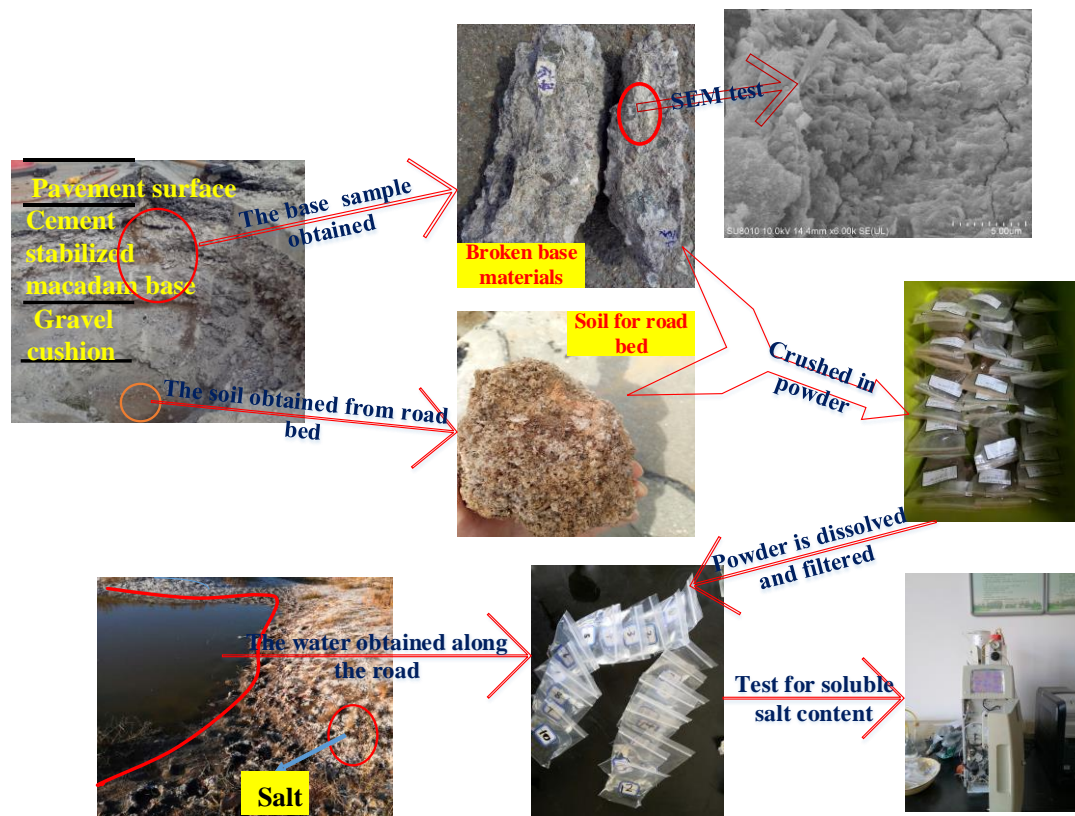 SEM test
SU8010 10.0kV 14.4mm x6.00k SE(UL)
5.00um
Pavement surface
Cement
stabilized
macadam base
Gravel
cushion
The base sample
obtained
Broken base
materials
Soil for road
bed
The soil obtained from road
bed
Crushed in
powder
Powder is dissolved
and filtered
The water obtained along
the road
Salt
10
2
Test for soluble
salt content